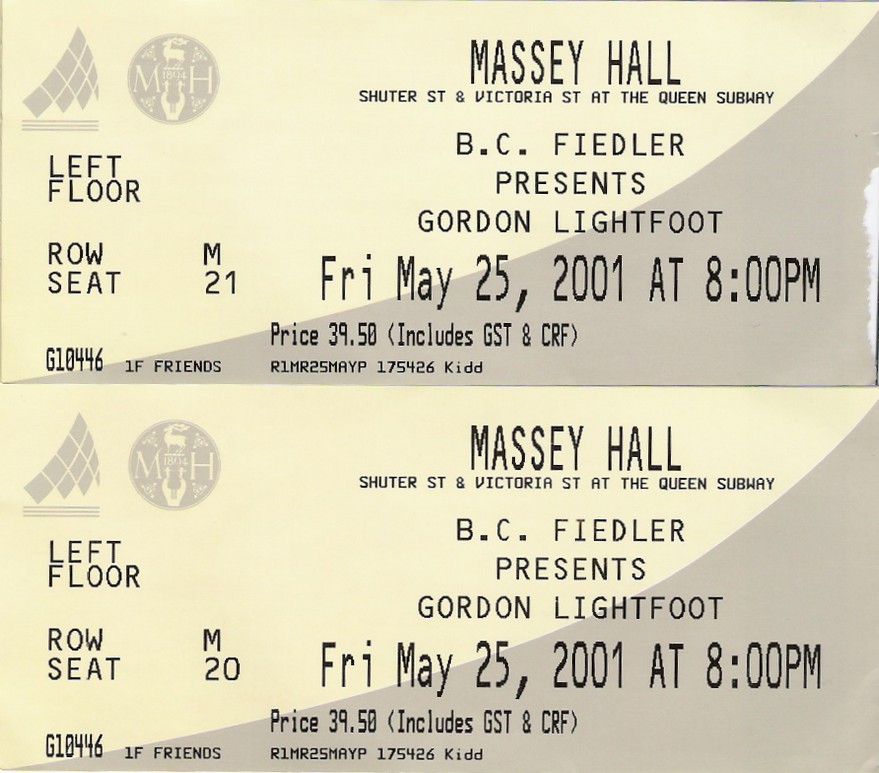 MASSEY HALL
SHUTER ST & VICTORIA ST AT THE QUEEN SUBWAY
B.C. FIEDLER
PRESENTS
GORDON LIGHTFOOT
M 1894 H
LEFT
FLOOR
ROW M
SEAT 21
Fri May 25, 2001 AT 8:00PM
Price 39.50 (Includes GST & CRF)
G10446 1F FRIENDS R1MR25MAYP 175426 Kidd
MASSEY HALL
SHUTER ST & VICTORIA ST AT THE QUEEN SUBWAY
B.C. FIEDLER
PRESENTS
GORDON LIGHTFOOT
M 1894 H
LEFT
FLOOR
ROW M
SEAT 20
Fri May 25, 2001 AT 8:00PM
Price 39.50 (Includes GST & CRF)
G10446 1F FRIENDS R1MR25MAYP 175426 Kidd